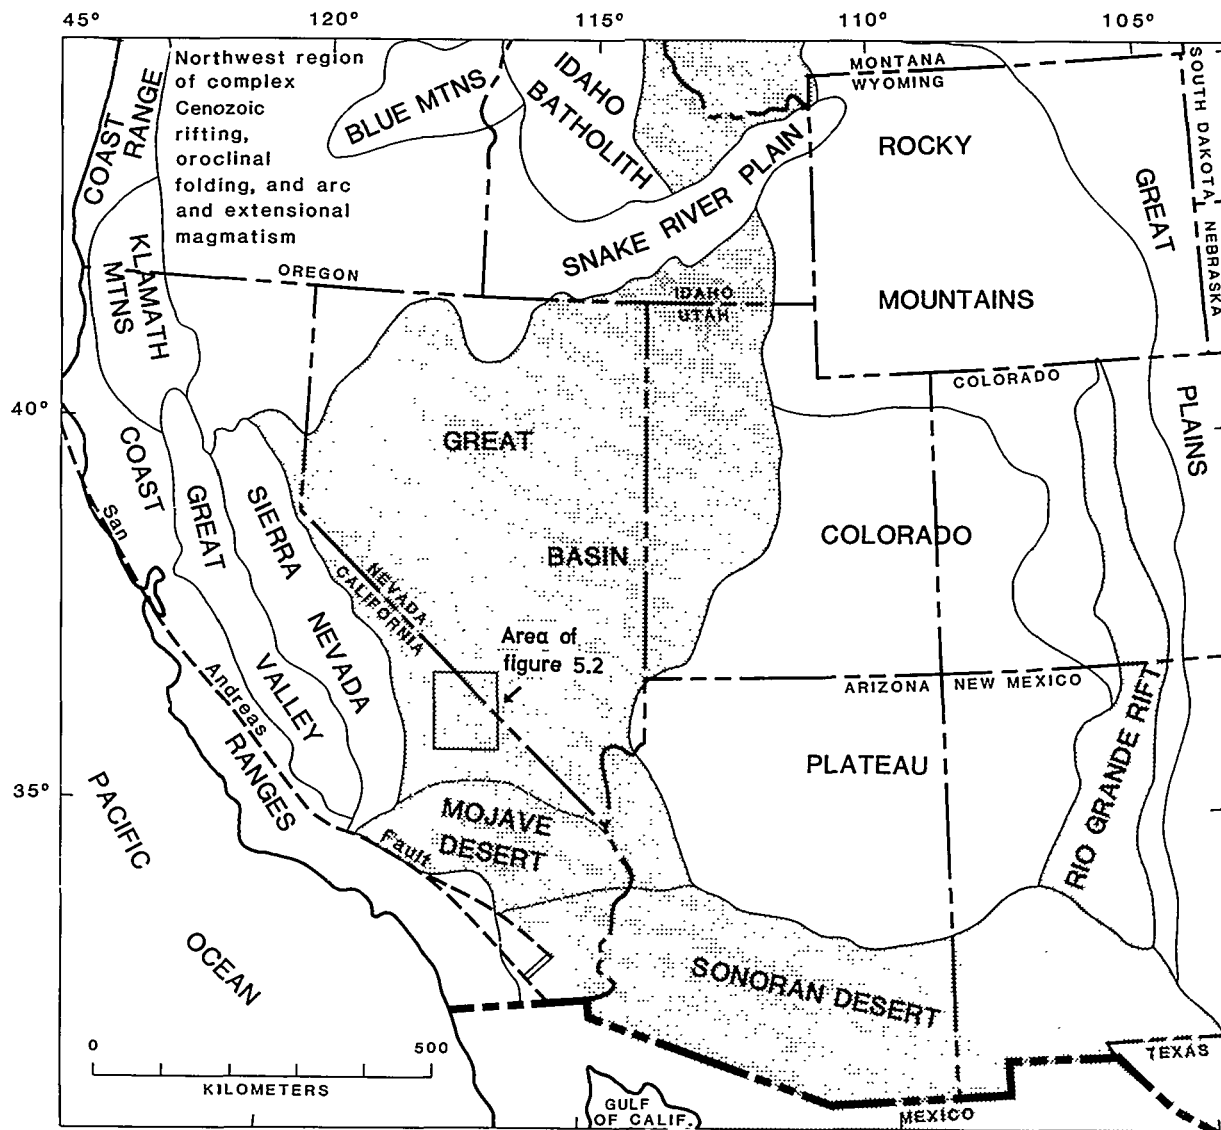 45°
120°
115°
110°
105°
Northwest region
of complex
Cenozoic
rifting,
oroclinal
folding, and arc
and extensional
magmatism
COAST RANGE
BLUE MTNS
IDAHO
BATHOLITH
MONTANA
WYOMING
SOUTH DAKOTA
NEBRASKA
ROCKY
MOUNTAINS
GREAT
PLAINS
SNAKE RIVER PLAIN
KLAMATH
MTNS
OREGON
IDAHO
UTAH
COLORADO
40°
GREAT
BASIN
COAST
RANGES
GREAT
VALLEY
SIERRA
NEVADA
San
Andreas
Fault
NEVADA
CALIFORNIA
Area of
figure 5.2
COLORADO
PLATEAU
ARIZONA
NEW MEXICO
RIO GRANDE RIFT
35°
PACIFIC
OCEAN
MOJAVE
DESERT
SONORAN DESERT
0
500
KILOMETERS
GULF
OF CALIF.
MEXICO
TEXAS